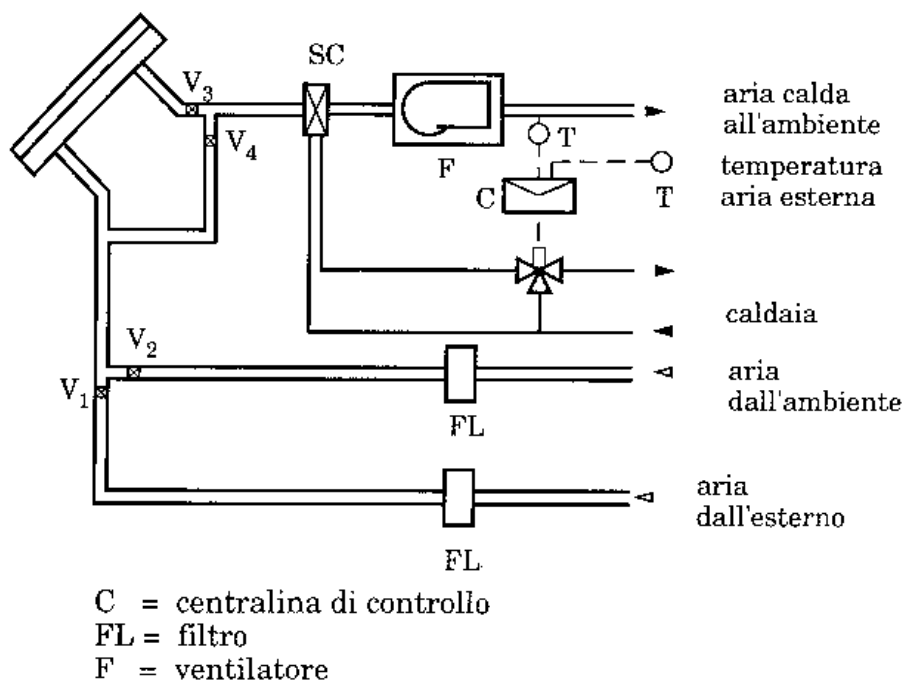 SC
V3
aria calda
all'ambiente
V4
T
F
temperatura
C
T
aria esterna
caldaia
V2
aria
dall'ambiente
V1
FL
aria
dall'esterno
FL
C = centralina di controllo
FL = filtro
F = ventilatore